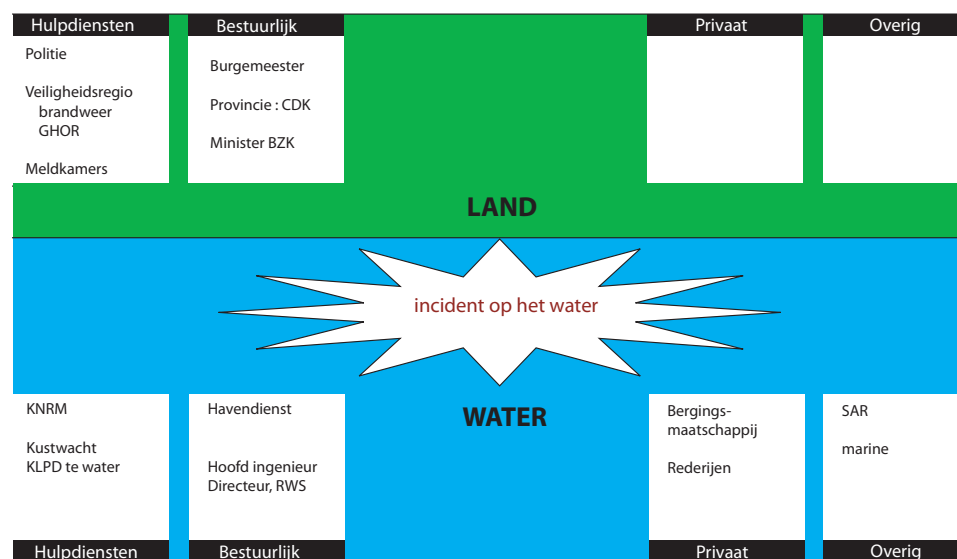 Hulpdiensten
Bestuurlijk
Privaat
Overig
Politie
Veiligheidsregio
brandweer
GHOR
Meldkamers
Burgemeester
Provincie : CDK
Minister BZK
LAND
incident op het water
WATER
KNRM
Kustwacht
KLPD te water
Havendienst
Hoofd ingenieur
Directeur, RWS
Bergings-
maatschappij
Rederijen
SAR
marine
Hulpdiensten
Bestuurlijk
Privaat
Overig